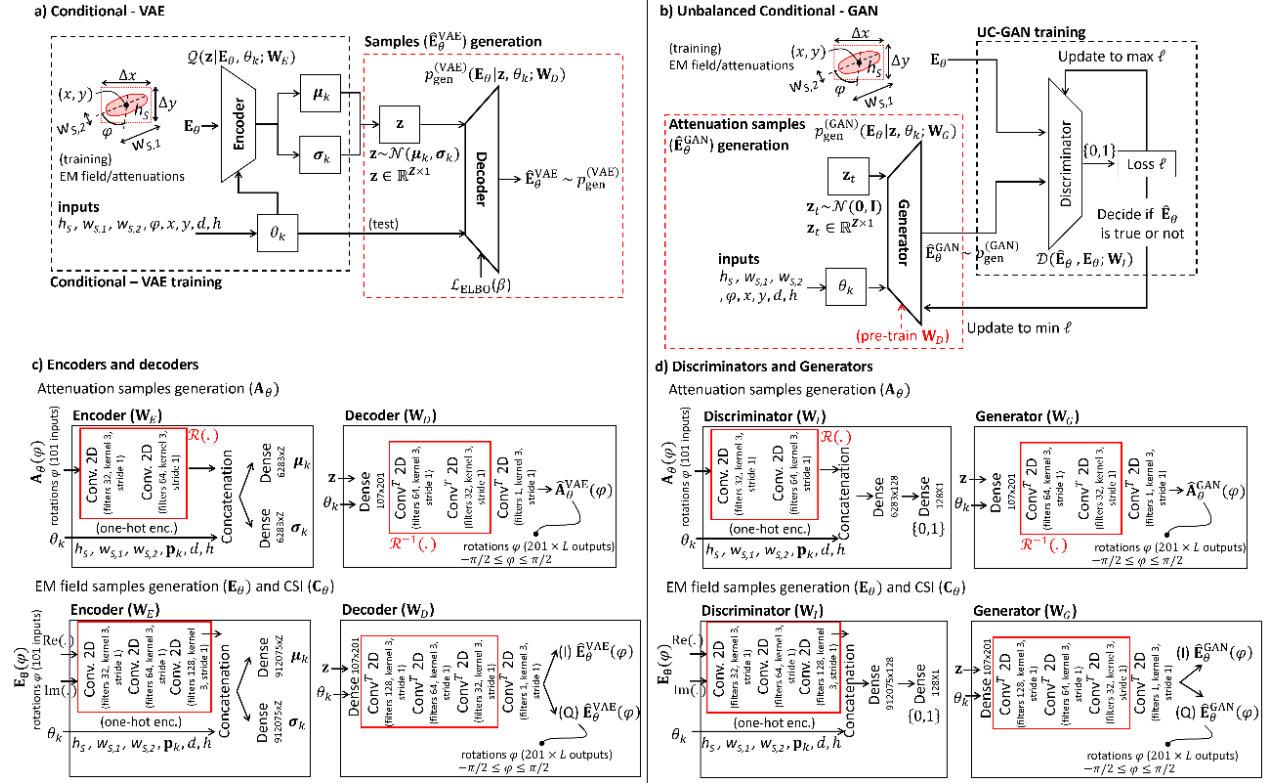 a) Conditional - VAE
𝒬(𝐳|𝐄_θ, θ_k; 𝐖_E)
Δx
(x, y)
h_S
Δy
w_S,2
φ
w_S,1
(training)
EM field/attenuations
𝐄_θ
Encoder
𝛍_k
𝛔_k
inputs
h_S, w_S,1, w_S,2, φ, x, y, d, h
θ_k
(test)
Conditional – VAE training
Samples (Ê_θ^VAE) generation
p_gen^(VAE)(𝐄_θ|𝐳, θ_k; 𝐖_D)
𝐳
𝐳~𝒩(𝛍_k, 𝛔_k)
𝐳 ∈ ℝ^{Z×1}
Decoder
Ê_θ^VAE ~ p_gen^(VAE)
ℒ_ELBO(β)
b) Unbalanced Conditional - GAN
(training)
EM field/attenuations
Δx
(x, y)
h_S
Δy
w_S,2
φ
w_S,1
UC-GAN training
𝐄_θ
Update to max ℓ
Discriminator
{0,1}
Loss ℓ
Decide if Ê_θ
is true or not
𝒟(Ê_θ, 𝐄_θ; 𝐖_I)
Attenuation samples
(Ê_θ^GAN) generation
p_gen^(GAN)(𝐄_θ|𝐳, θ_k; 𝐖_G)
𝐳_t
𝐳_t~𝒩(𝟎, 𝐈)
𝐳_t ∈ ℝ^{Z×1}
Generator
Ê_θ^GAN ~ p_gen^(GAN)
inputs
h_S, w_S,1, w_S,2
, φ, x, y, d, h
θ_k
(pre-train 𝐖_D)
Update to min ℓ
c) Encoders and decoders
Attenuation samples generation (𝐀_θ)
Encoder (𝐖_E)
𝐀_θ(φ)
rotations φ (101 inputs)
Conv. 2D
(filters 32, kernel 3,
stride 1)
Conv. 2D
(filters 64, kernel 3,
stride 1)
ℛ(.)
(one-hot enc.)
θ_k
h_S, w_S,1, w_S,2, 𝐩_k, d, h
Concatenation
Dense
6283xZ
𝛍_k
Dense
6283xZ
𝛔_k
Decoder (𝐖_D)
𝐳
θ_k
Dense
107x201
Conv^T 2D
(filters 64, kernel 3,
stride 1)
Conv^T 2D
(filters 32, kernel 3,
stride 1)
Conv^T 2D
(filters 1, kernel 3,
stride 1)
ℛ⁻¹(.)
Â_θ^VAE(φ)
rotations φ (201 × L outputs)
−π/2 ≤ φ ≤ π/2
EM field samples generation (𝐄_θ) and CSI (𝐂_θ)
Encoder (𝐖_E)
𝐄_θ(φ)
rotations φ (101 inputs)
Re(.)
Im(.)
Conv. 2D
(filters 32, kernel 3,
stride 1)
Conv. 2D
(filters 64, kernel 3,
stride 1)
Conv. 2D
(filters 128, kernel
3, stride 1)
(one-hot enc.)
θ_k
h_S, w_S,1, w_S,2, 𝐩_k, d, h
Concatenation
Dense
912075xZ
𝛍_k
Dense
912075xZ
𝛔_k
Decoder (𝐖_D)
𝐳
θ_k
Dense 107x201
Conv^T 2D
(filters 128, kernel 3,
stride 1)
Conv^T 2D
(filters 64, kernel 3,
stride 1)
Conv^T 2D
(filters 32, kernel 3,
stride 1)
Conv^T 2D
(filters 1, kernel 3,
stride 1)
(I) Ê_θ^VAE(φ)
(Q) Ê_θ^VAE(φ)
rotations φ (201 × L outputs)
−π/2 ≤ φ ≤ π/2
d) Discriminators and Generators
Attenuation samples generation (𝐀_θ)
Discriminator (𝐖_I)
𝐀_θ(φ)
rotations φ (101 inputs)
Conv. 2D
(filters 32, kernel 3,
stride 1)
Conv. 2D
(filters 64, kernel 3,
stride 1)
ℛ(.)
(one-hot enc.)
θ_k
h_S, w_S,1, w_S,2, 𝐩_k, d, h
Concatenation
Dense
6283x128
Dense
128X1
{0,1}
Generator (𝐖_G)
𝐳
θ_k
Dense
107x201
Conv^T 2D
(filters 64, kernel 3,
stride 1)
Conv^T 2D
(filters 32, kernel 3,
stride 1)
Conv^T 2D
(filters 1, kernel 3,
stride 1)
ℛ⁻¹(.)
Â_θ^GAN(φ)
rotations φ (201 × L outputs)
−π/2 ≤ φ ≤ π/2
EM field samples generation (𝐄_θ) and CSI (𝐂_θ)
Discriminator (𝐖_I)
𝐄_θ(φ)
rotations φ (101 inputs)
Re(.)
Im(.)
Conv. 2D
(filters 32, kernel 3,
stride 1)
Conv. 2D
(filters 64, kernel 3,
stride 1)
Conv. 2D
(filters 128, kernel
3, stride 1)
(one-hot enc.)
θ_k
h_S, w_S,1, w_S,2, 𝐩_k, d, h
Concatenation
Dense
912075x128
Dense
128X1
{0,1}
Generator (𝐖_G)
𝐳
θ_k
Dense 107x201
Conv^T 2D
(filters 128, kernel 3,
stride 1)
Conv^T 2D
(filters 64, kernel 3,
stride 1)
Conv^T 2D
(filters 32, kernel 3,
stride 1)
Conv^T 2D
(filters 1, kernel 3,
stride 1)
(I) Ê_θ^GAN(φ)
(Q) Ê_θ^GAN(φ)
rotations φ (201 × L outputs)
−π/2 ≤ φ ≤ π/2